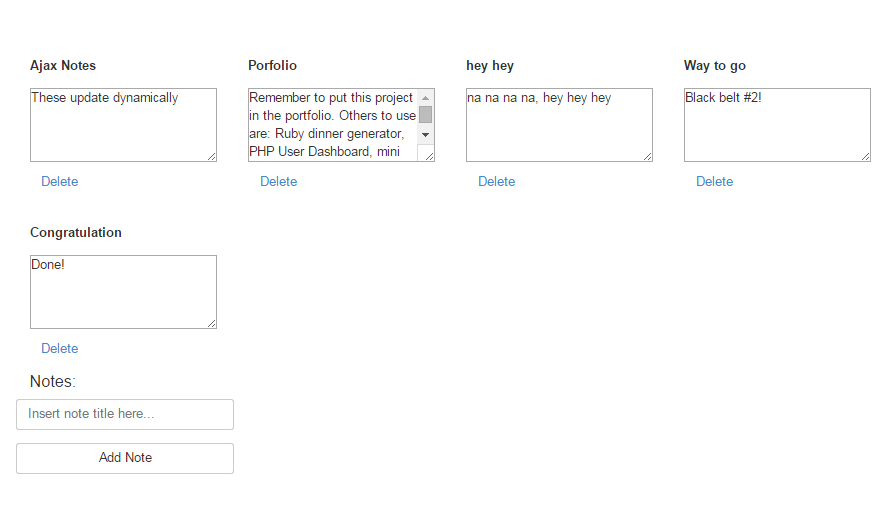 Ajax Notes
Porfolio
hey hey
Way to go
These update dynamically
Remember to put this project
in the portfolio. Others to use
are: Ruby dinner generator,
PHP User Dashboard, mini
na na na na, hey hey hey
Black belt #2!
Delete
Delete
Delete
Delete
Congratulation
Done!
Delete
Notes:
Insert note title here...
Add Note